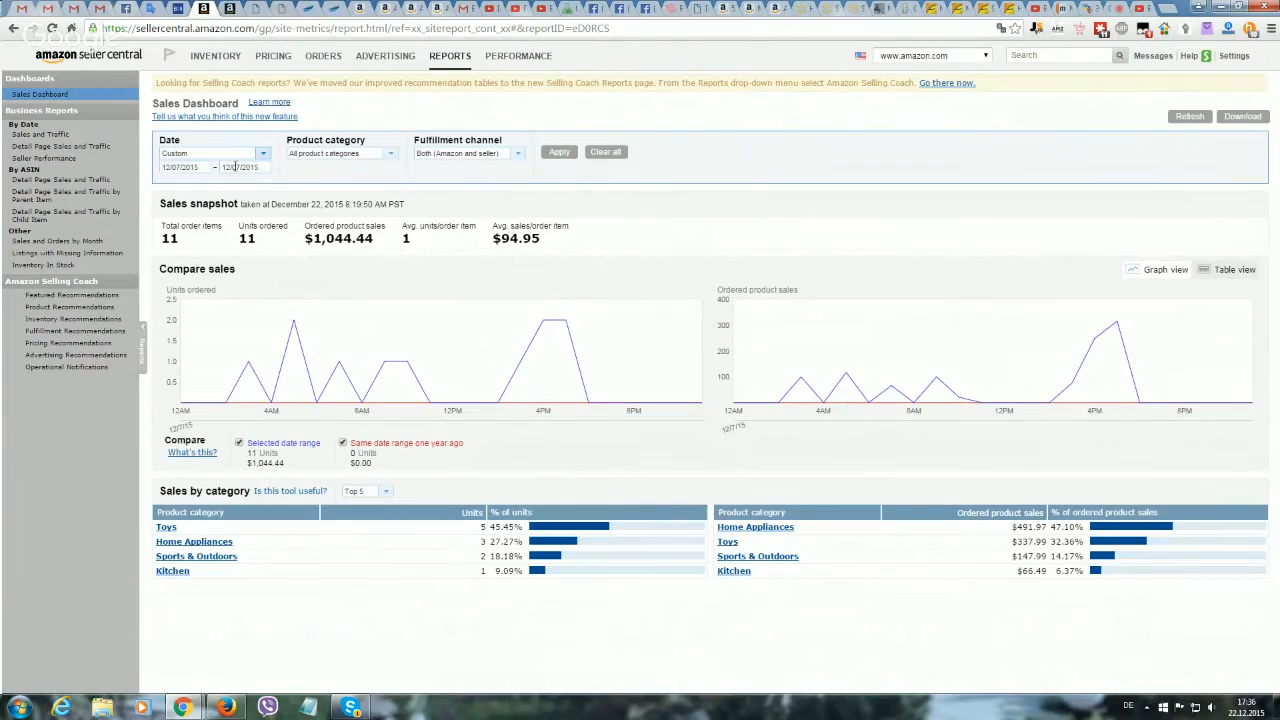 https://sellercentral.amazon.com/gp/site-metrics/report.html/ref=xx_sitereport_cont_xx#&reportID=eD0RCS
Google
amazon seller central
INVENTORY PRICING ORDERS ADVERTISING REPORTS PERFORMANCE
www.amazon.com
Search
Messages Help Settings
Dashboards
Sales Dashboard
Business Reports
By Date
Sales and Traffic
Detail Page Sales and Traffic
Seller Performance
By ASIN
Detail Page Sales and Traffic
Detail Page Sales and Traffic by
Parent Item
Detail Page Sales and Traffic by
Child Item
Other
Sales and Orders by Month
Listings with Missing Information
Inventory In Stock
Amazon Selling Coach
Featured Recommendations
Product Recommendations
Inventory Recommendations
Fulfillment Recommendations
Pricing Recommendations
Advertising Recommendations
Operational Notifications
Reports
Looking for Selling Coach reports? We've moved our improved recommendation tables to the new Selling Coach Reports page. From the Reports drop-down menu select Amazon Selling Coach. Go there now.
Sales Dashboard Learn more
Tell us what you think of this new feature
Refresh Download
Date Product category Fulfillment channel
Custom All product categories Both (Amazon and seller) Apply Clear all
12/07/2015 – 12/07/2015
Sales snapshot taken at December 22, 2015 8:19:50 AM PST
Total order items Units ordered Ordered product sales Avg. units/order item Avg. sales/order item
11 11 $1,044.44 1 $94.95
Compare sales
Graph view Table view
Units ordered
2.5
2.0
1.5
1.0
0.5
12AM 4AM 8AM 12PM 4PM 8PM
12/7/15
Ordered product sales
400
300
200
100
12AM 4AM 8AM 12PM 4PM 8PM
12/7/15
Compare
What's this?
Selected date range
11 Units
$1,044.44
Same date range one year ago
0 Units
$0.00
Sales by category Is this tool useful? Top 5
Product category Units % of units
Toys 5 45.45%
Home Appliances 3 27.27%
Sports & Outdoors 2 18.18%
Kitchen 1 9.09%
Product category Ordered product sales % of ordered product sales
Home Appliances $491.97 47.10%
Toys $337.99 32.36%
Sports & Outdoors $147.99 14.17%
Kitchen $66.49 6.37%
DE
17:36
22.12.2015